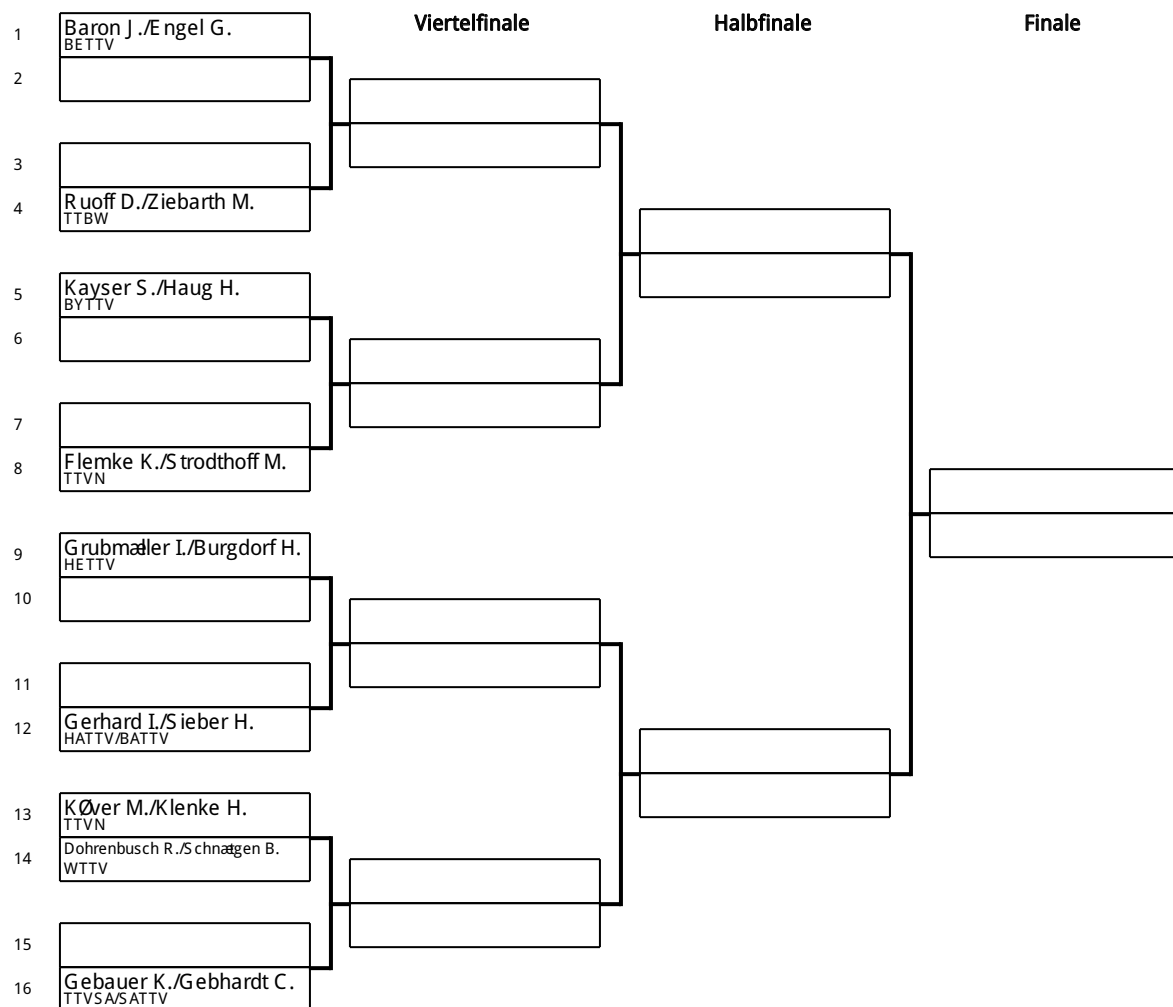 Viertelfinale
Halbfinale
Finale
1
Baron J./Engel G.
BETTV
2
3
4
Ruoff D./Ziebarth M.
TTBW
5
Kayser S./Haug H.
BYTTV
6
7
8
Flemke K./Strodthoff M.
TTVN
9
Grubmæller I./Burgdorf H.
HETTV
10
11
12
Gerhard I./Sieber H.
HATTV/BATTV
13
KØver M./Klenke H.
TTVN
14
Dohrenbusch R./Schnætgen B.
WTTV
15
16
Gebauer K./Gebhardt C.
TTVSA/SATTV